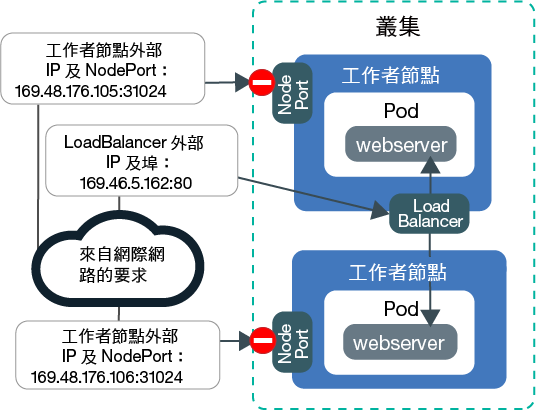 叢集
工作者節點外部
IP 及 NodePort：
169.48.176.105:31024
Node
Port
工作者節點
Pod
webserver
LoadBalancer 外部
IP 及埠：
169.46.5.162:80
Load
Balancer
來自網際網
路的要求
工作者節點
Pod
webserver
Node
Port
工作者節點外部
IP 及 NodePort：
169.48.176.106:31024